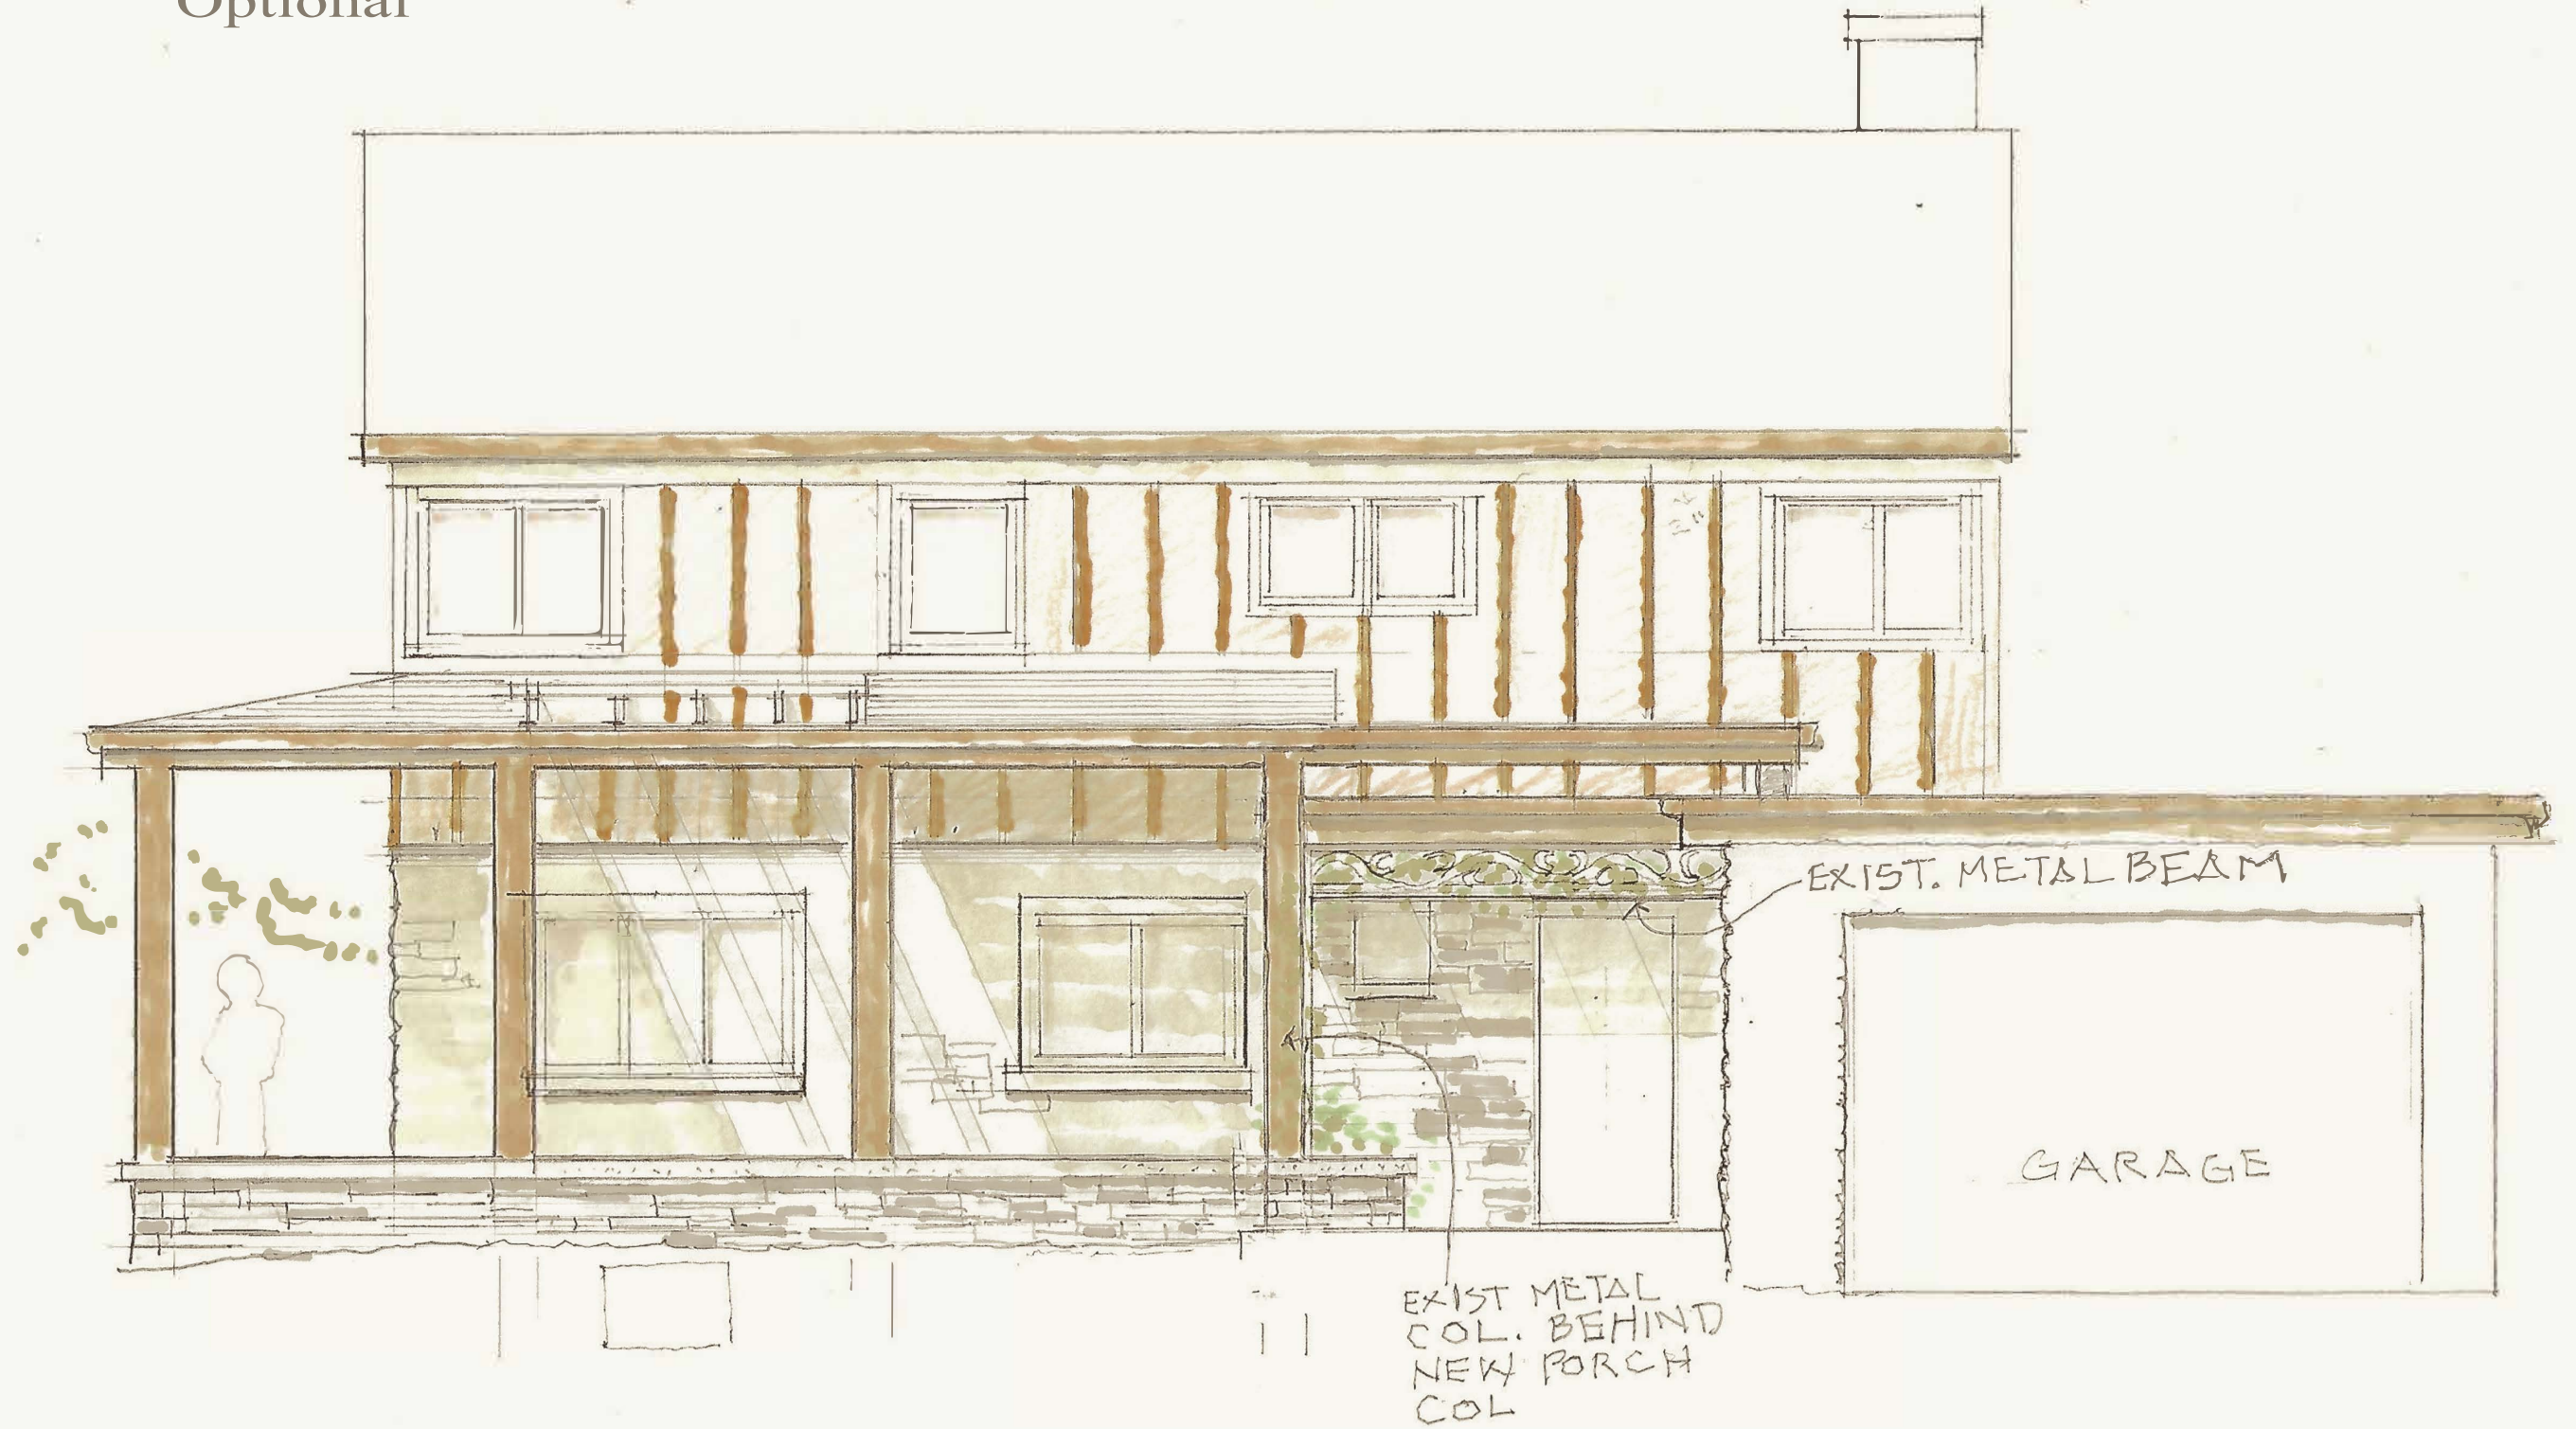 Optional
EXIST. METAL BEAM
GARAGE
EXIST METAL
COL. BEHIND
NEW PORCH
COL